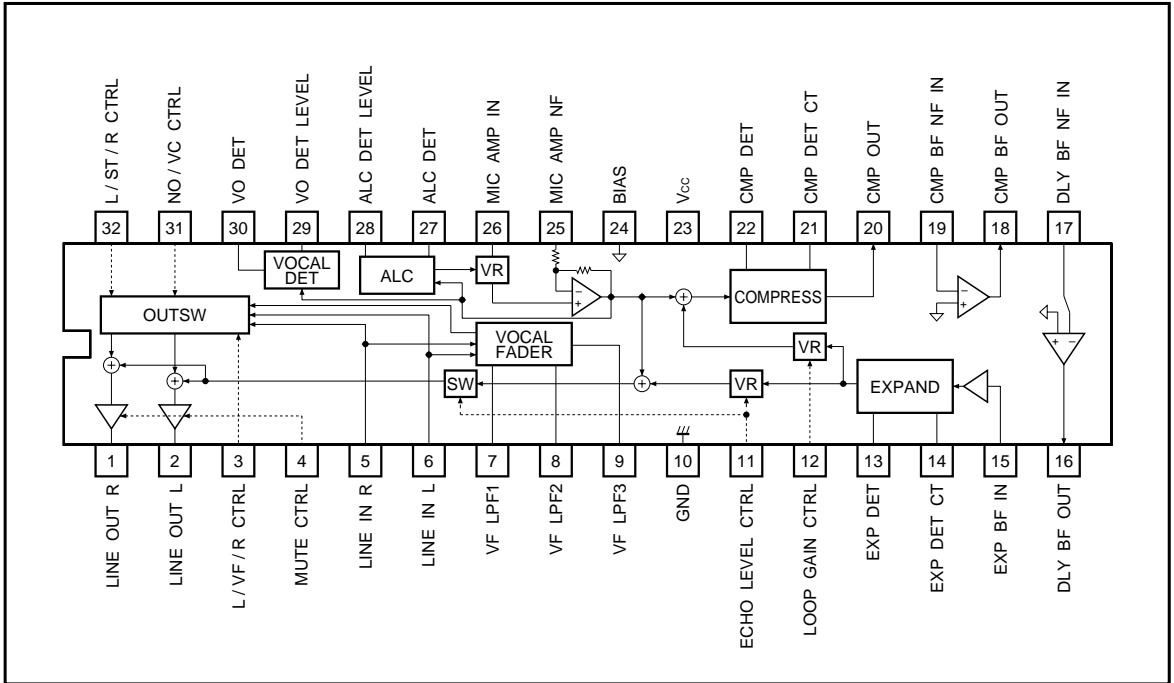 L / ST / R CTRL
NO / VC CTRL
VO DET
VO DET LEVEL
ALC DET LEVEL
ALC DET
MIC AMP IN
MIC AMP NF
BIAS
Vcc
CMP DET
CMP DET CT
CMP OUT
CMP BF NF IN
CMP BF OUT
DLY BF NF IN
32
31
30
29
28
27
26
25
24
23
22
21
20
19
18
17
VOCAL
DET
ALC
VR
OUTSW
VOCAL
FADER
COMPRESS
VR
SW
VR
EXPAND
1
2
3
4
5
6
7
8
9
10
11
12
13
14
15
16
LINE OUT R
LINE OUT L
L / VF / R CTRL
MUTE CTRL
LINE IN R
LINE IN L
VF LPF1
VF LPF2
VF LPF3
GND
ECHO LEVEL CTRL
LOOP GAIN CTRL
EXP DET
EXP DET CT
EXP BF IN
DLY BF OUT